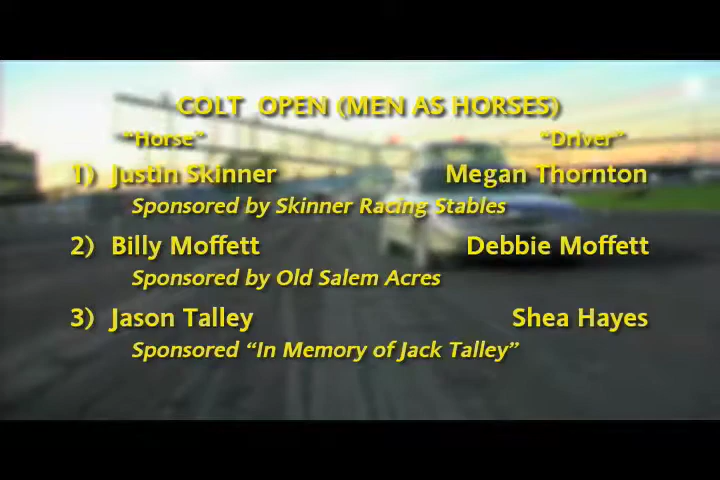 COLT OPEN (MEN AS HORSES)
"Horse" "Driver"
1) Justin Skinner Megan Thornton
Sponsored by Skinner Racing Stables
2) Billy Moffett Debbie Moffett
Sponsored by Old Salem Acres
3) Jason Talley Shea Hayes
Sponsored “In Memory of Jack Talley”